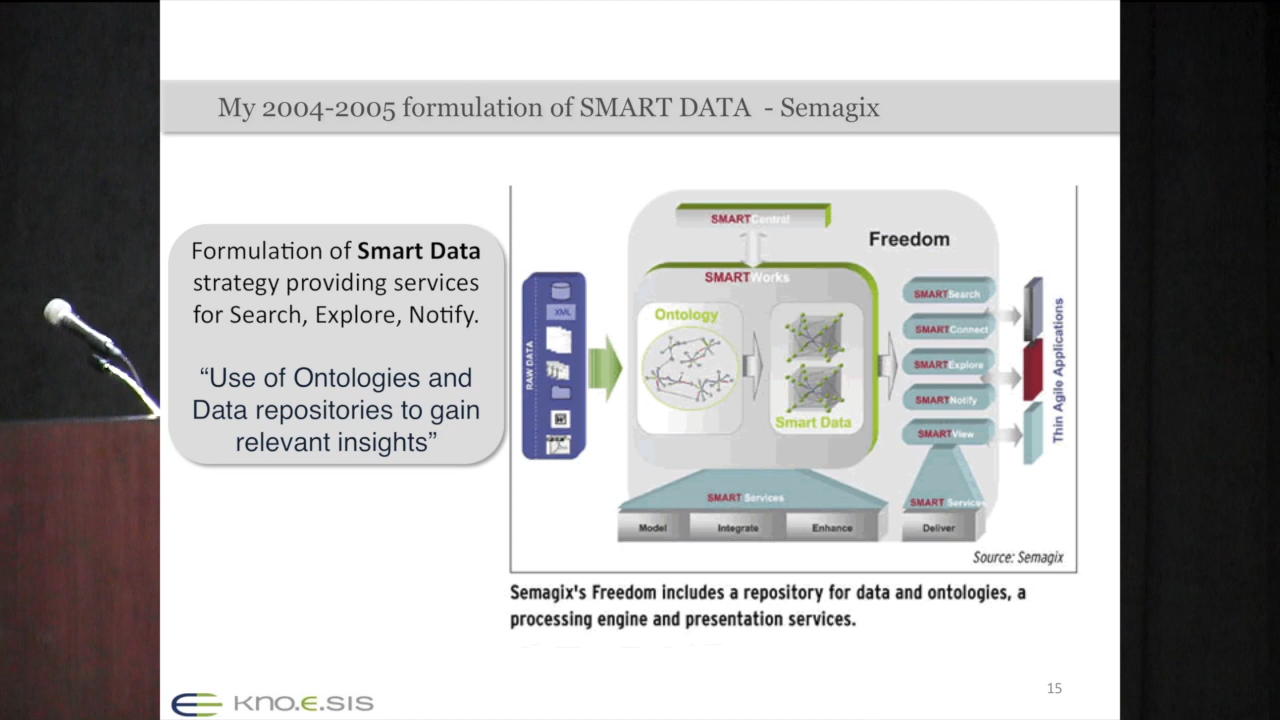 My 2004-2005 formulation of SMART DATA - Semagix
Formulation of Smart Data
strategy providing services
for Search, Explore, Notify.
“Use of Ontologies and
Data repositories to gain
relevant insights”
SMARTCentral
Freedom
SMARTWorks
RAW DATA
XML
Ontology
Smart Data
SMARTSearch
SMARTConnect
SMARTExplore
SMARTNotify
SMARTView
Thin Agile Applications
SMART Services
Model
Integrate
Enhance
SMART Services
Deliver
Source: Semagix
Semagix's Freedom includes a repository for data and ontologies, a
processing engine and presentation services.
kno.e.sis
15